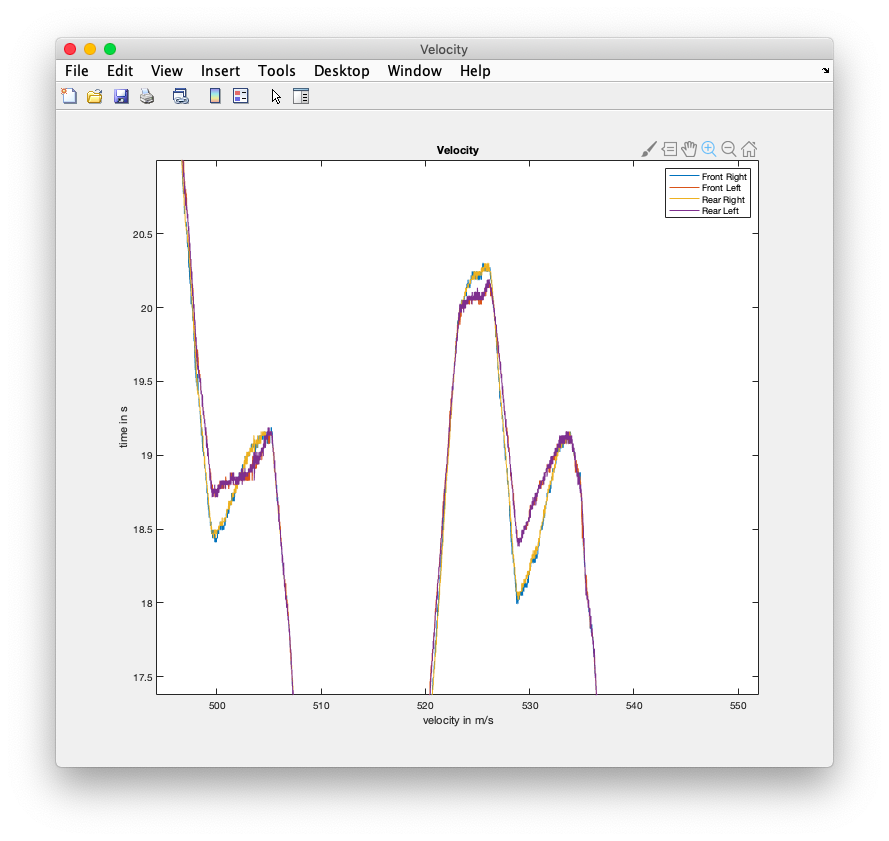 Velocity
File Edit View Insert Tools Desktop Window Help
Velocity
Front Right
Front Left
Rear Right
Rear Left
20.5
20
19.5
19
18.5
18
17.5
time in s
500 510 520 530 540 550
velocity in m/s